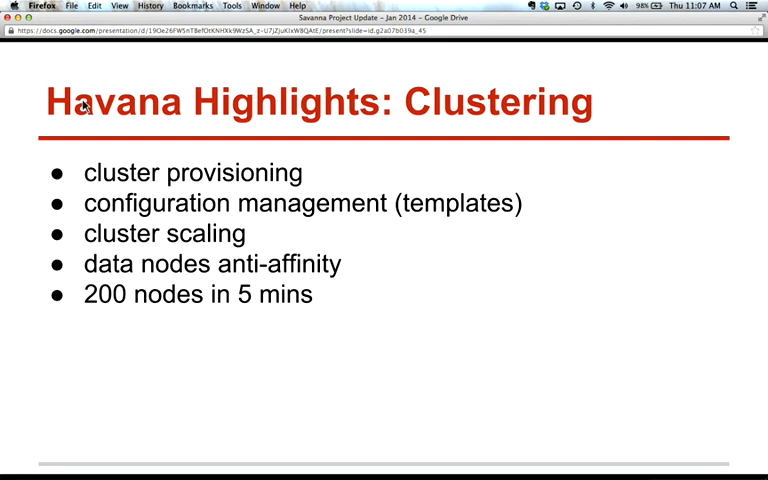 Firefox File Edit View History Bookmarks Tools Window Help 98% Thu 11:07 AM
Savanna Project Update – Jan 2014 – Google Drive
Havana Highlights: Clustering
● cluster provisioning
● configuration management (templates)
● cluster scaling
● data nodes anti-affinity
● 200 nodes in 5 mins